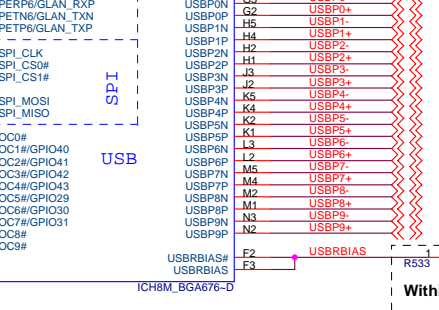 PERP6/GLAN_RXP USBP0N G3
PETN6/GLAN_TXN USBP0P G2 USBP0+
PETP6/GLAN_TXP USBP1N H5 USBP1-
USBP1P H4 USBP1+
SPI_CLK USBP2N H2 USBP2-
SPI_CS0# USBP2P H1 USBP2+
SPI_CS1# USBP3N J3 USBP3-
SPI USBP3P J2 USBP3+
SPI_MOSI USBP4N K5 USBP4-
SPI_MISO USBP4P K4 USBP4+
USBP5N K2 USBP5-
OC0# USBP5P K1 USBP5+
OC1#/GPIO40 USBP6N L3 USBP6-
OC2#/GPIO41 USB USBP6P L2 USBP6+
OC3#/GPIO42 USBP7N M5 USBP7-
OC4#/GPIO43 USBP7P M4 USBP7+
OC5#/GPIO29 USBP8N M2 USBP8-
OC6#/GPIO30 USBP8P M1 USBP8+
OC7#/GPIO31 USBP9N N3 USBP9-
OC8# USBP9P N2 USBP9+
OC9#
USBRBIAS# F2 USBRBIAS 1
USBRBIAS F3 R533
ICH8M_BGA676~D
With